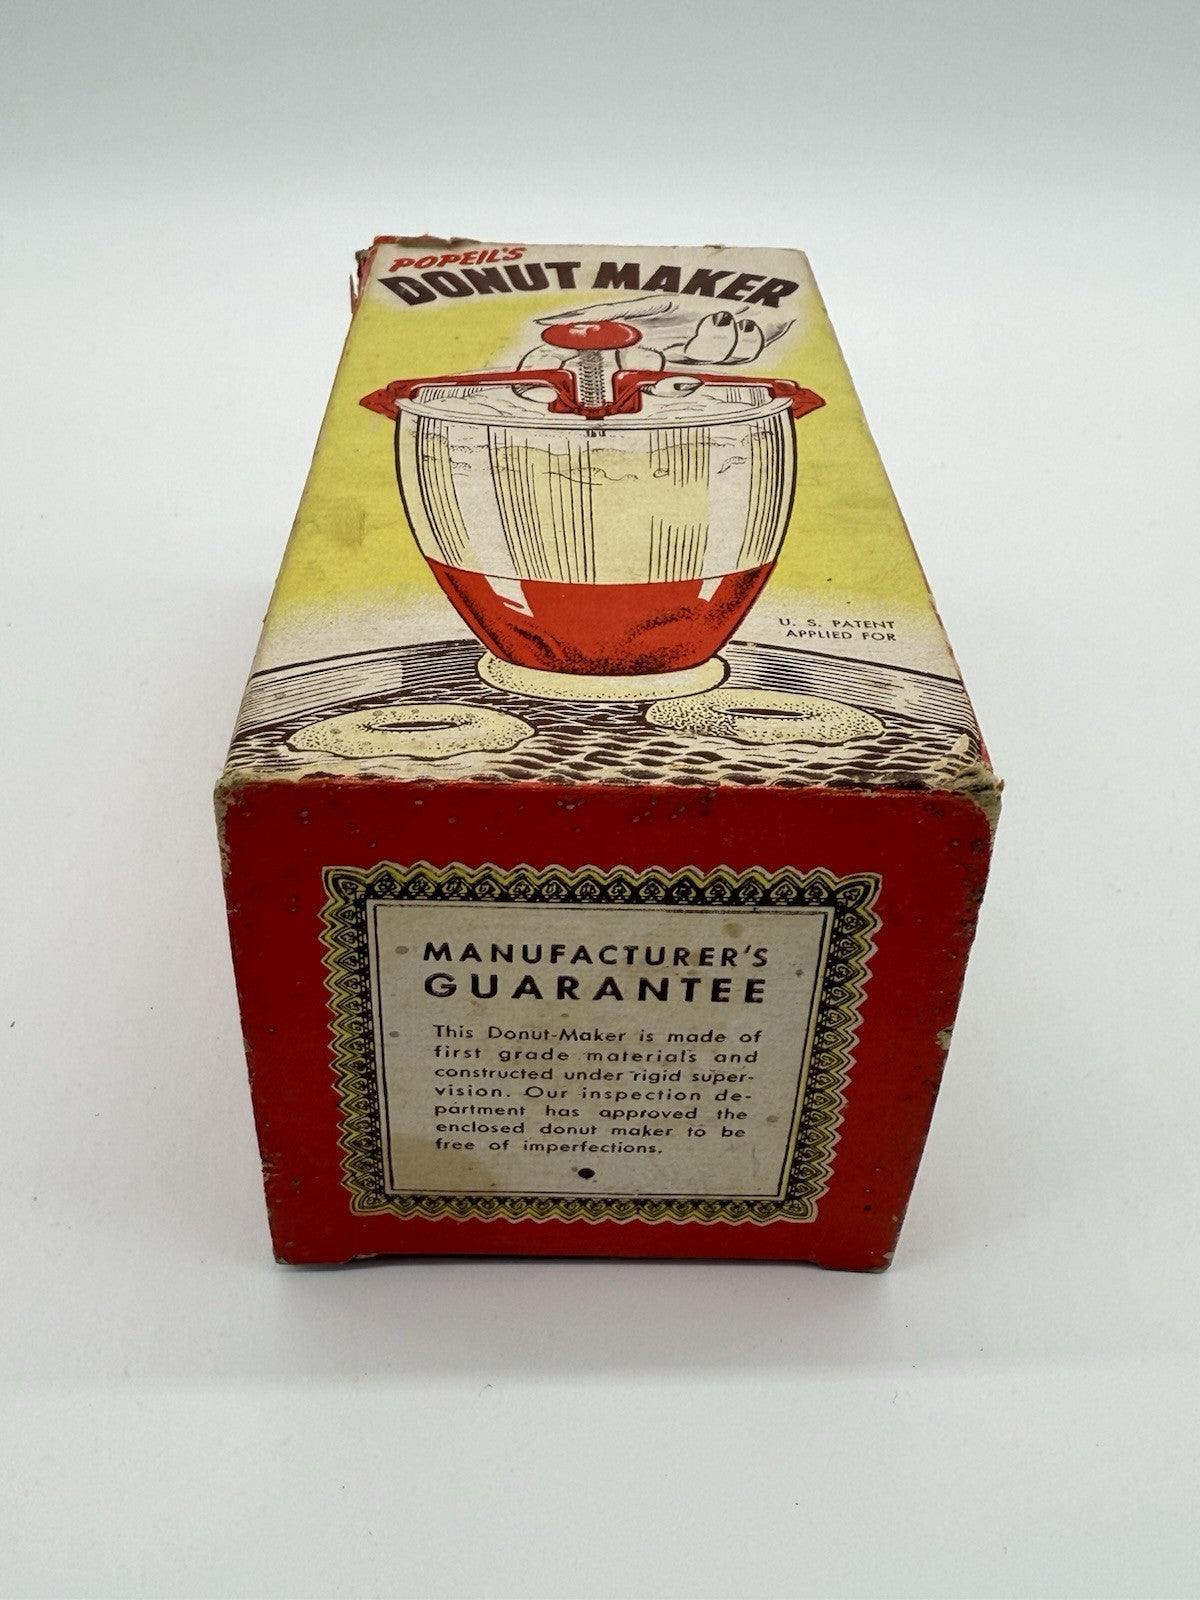 POPEIL'S
DONUT MAKER
U. S. PATENT
APPLIED FOR
MANUFACTURER'S
GUARANTEE
This Donut-Maker is made of
first grade materials and
constructed under rigid super-
vision. Our inspection de-
partment has approved the
enclosed donut maker to be
free of imperfections.